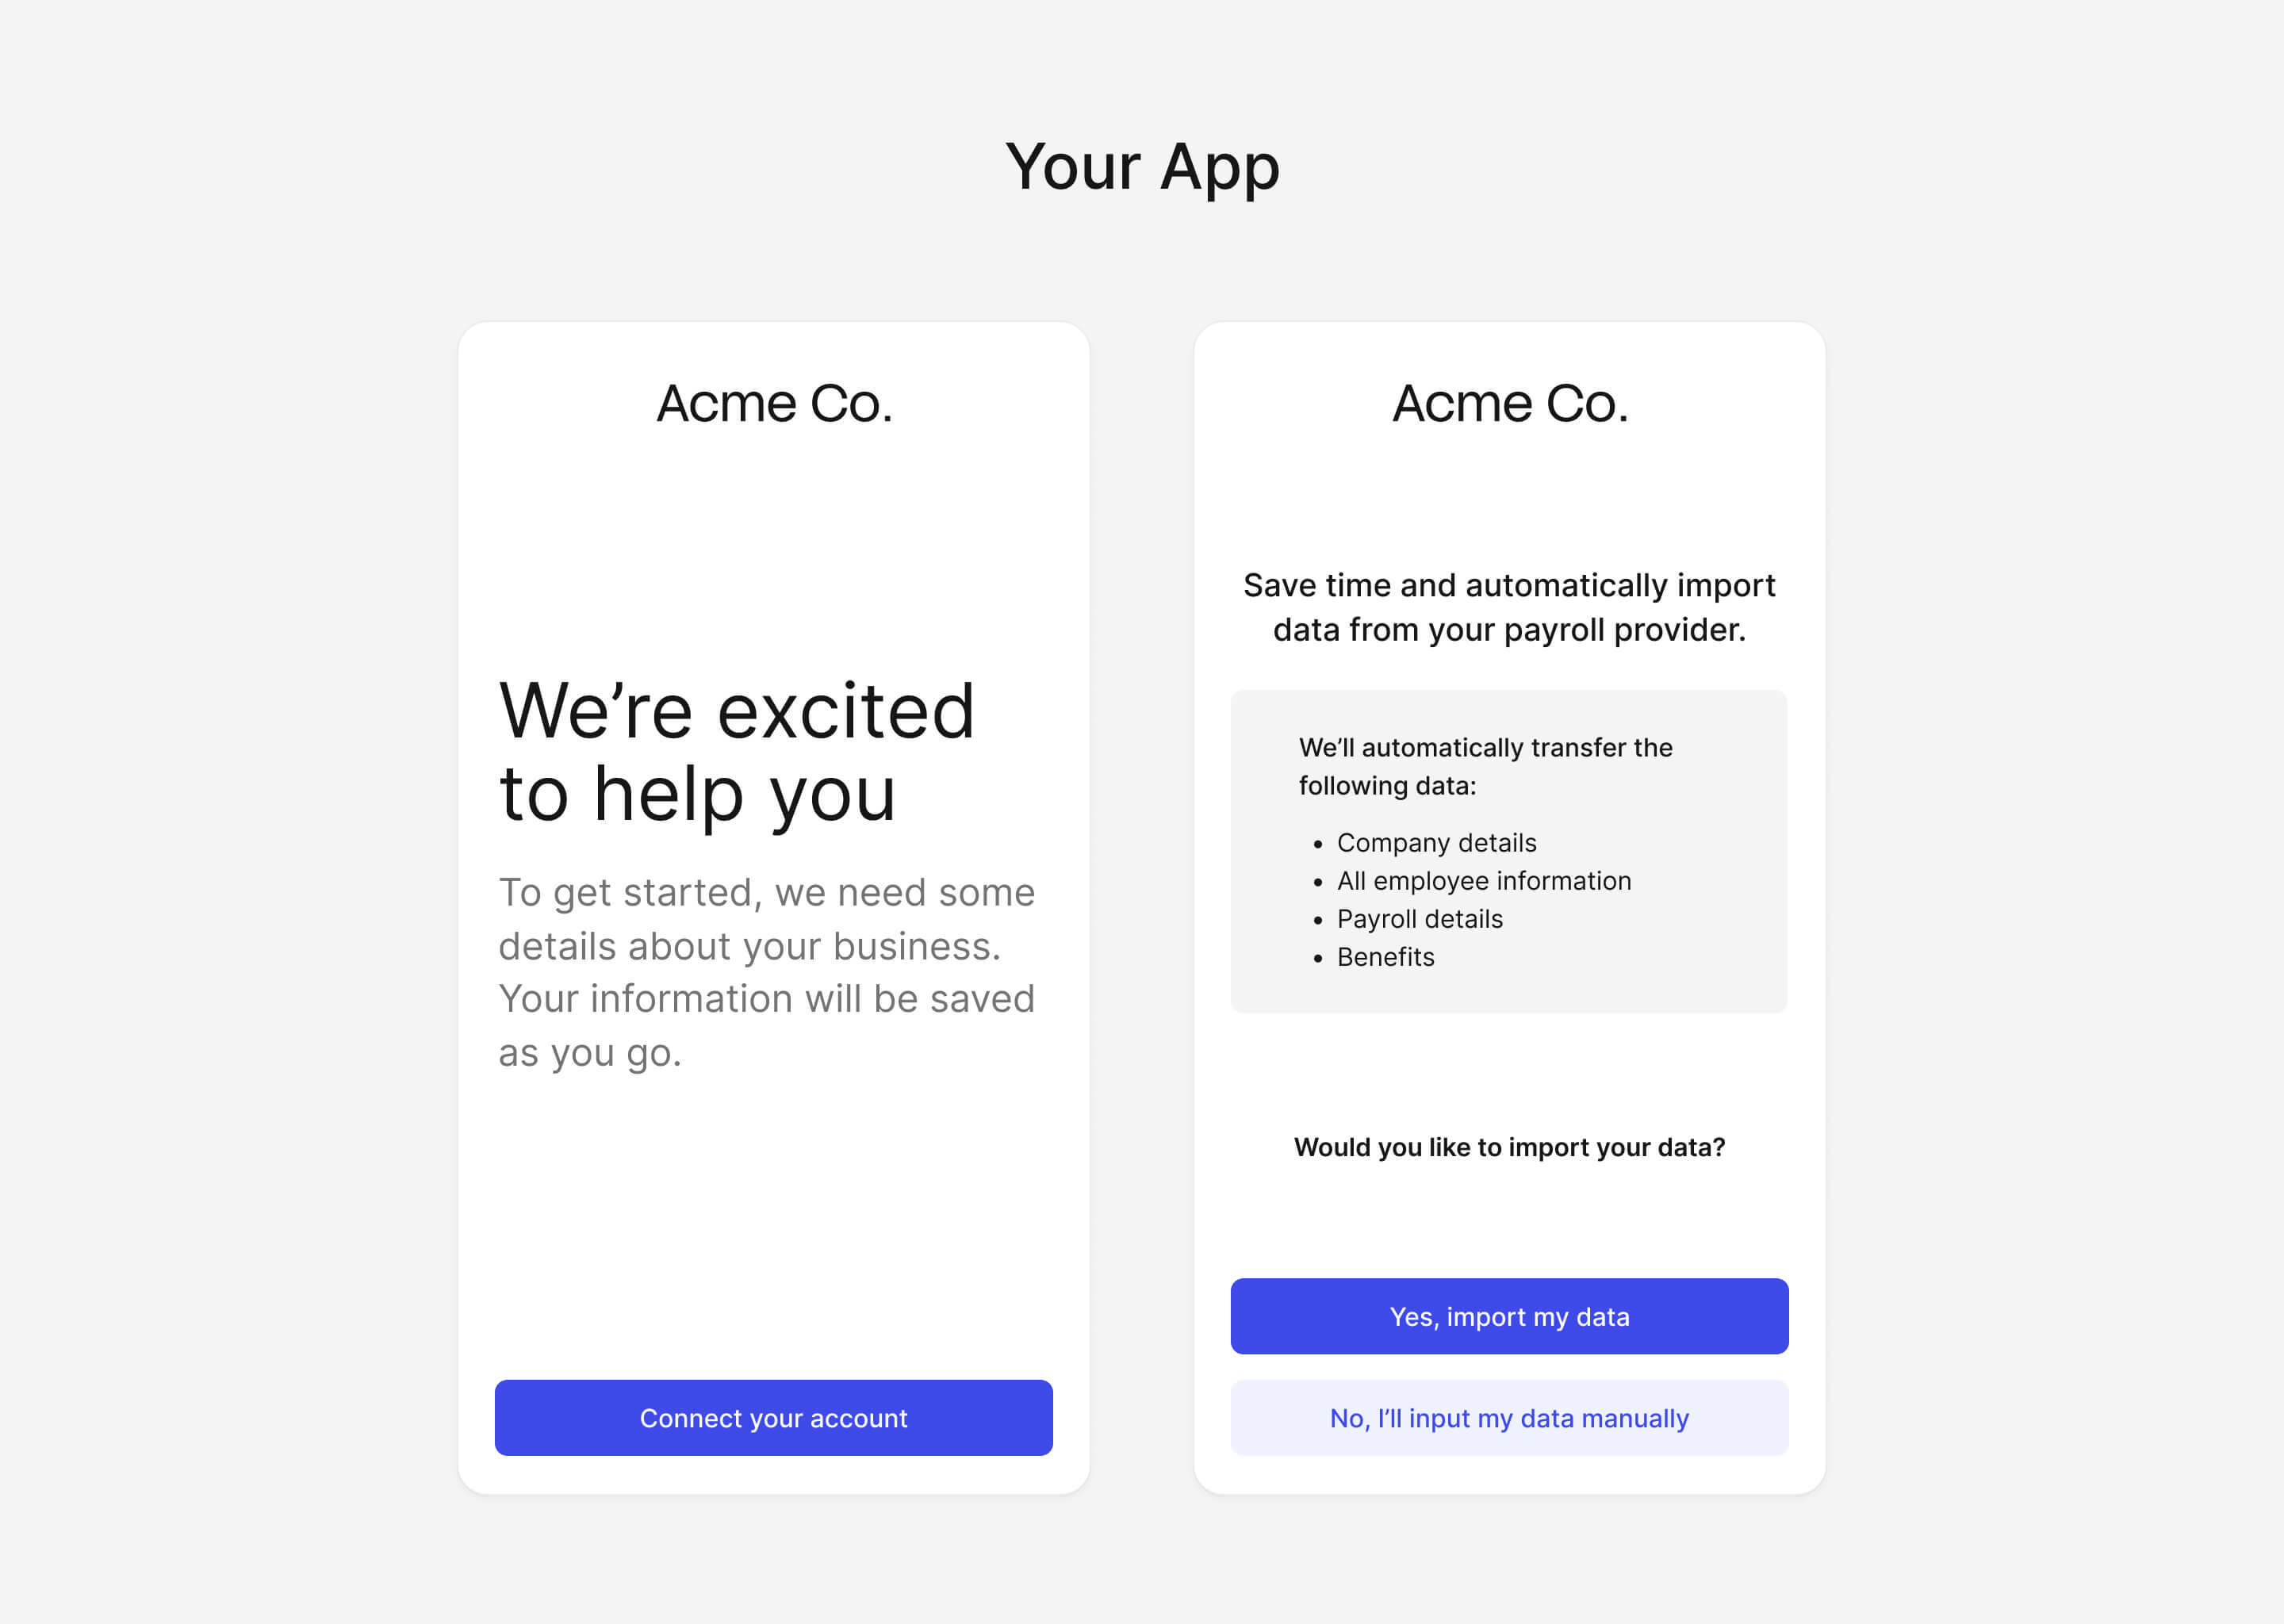 Your App
Acme Co.
We’re excited
to help you
To get started, we need some
details about your business.
Your information will be saved
as you go.
Connect your account
Acme Co.
Save time and automatically import
data from your payroll provider.
We’ll automatically transfer the
following data:
• Company details
• All employee information
• Payroll details
• Benefits
Would you like to import your data?
Yes, import my data
No, I’ll input my data manually